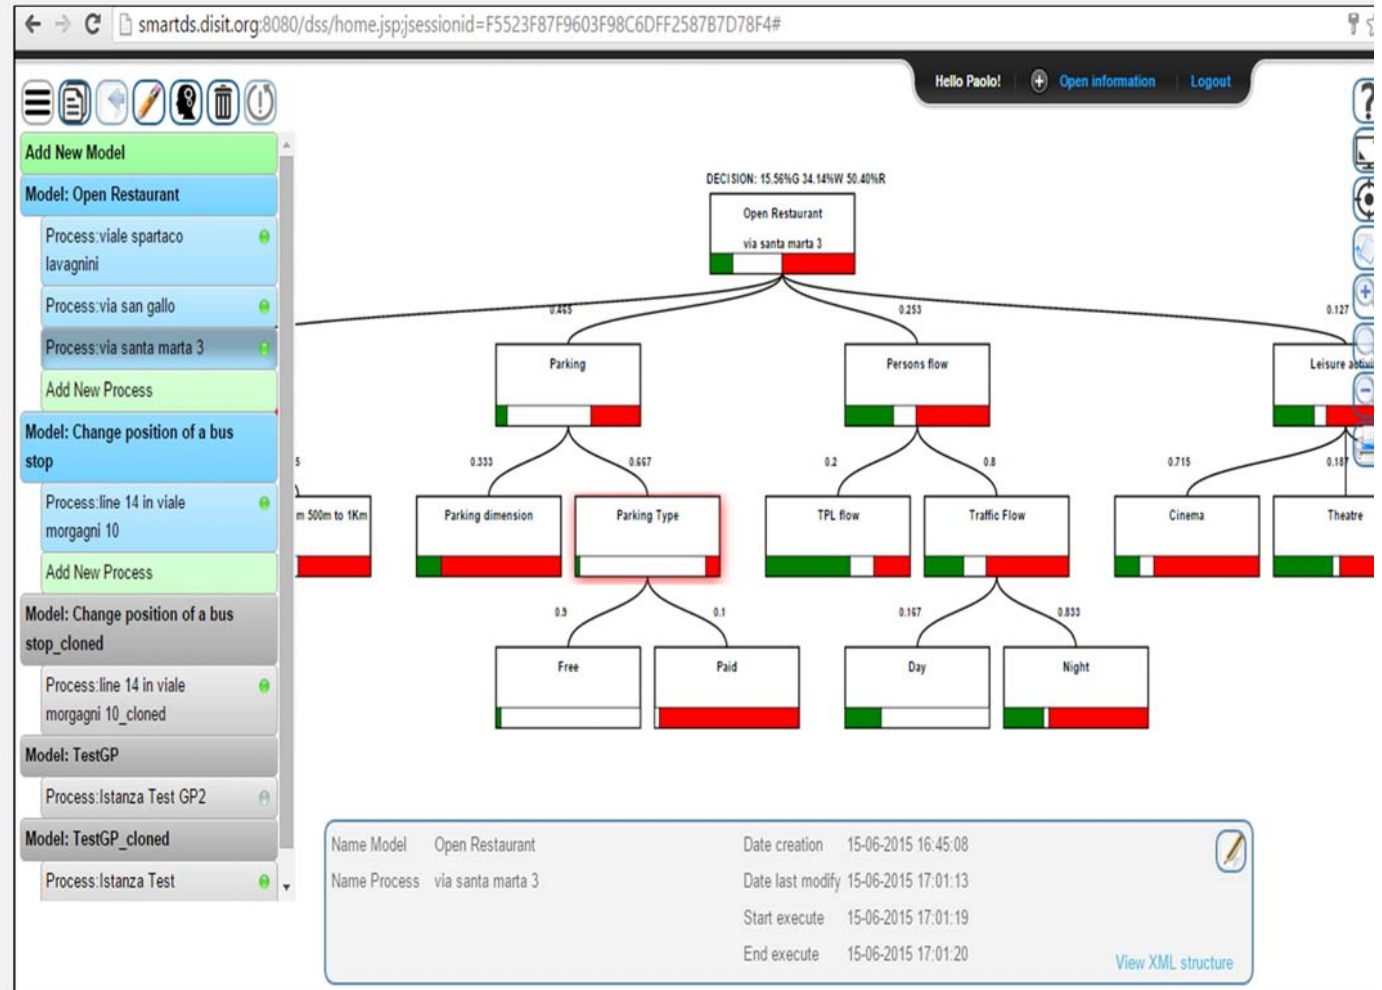 smartds.disit.org:8080/dss/home.jsp;jsessionid=F5523F87F9603F98C6DFF2587B7D78F4#
Hello Paolo! Open information Logout
Add New Model
Model: Open Restaurant
Process:viale spartaco
lavagnini
Process:via san gallo
Process:via santa marta 3
Add New Process
Model: Change position of a bus
stop
Process:line 14 in viale
morgagni 10
Add New Process
Model: Change position of a bus
stop_cloned
Process:line 14 in viale
morgagni 10_cloned
Model: TestGP
Process:Istanza Test GP2
Model: TestGP_cloned
Process:Istanza Test
DECISION: 15.56%G 34.14%W 50.40%R
Open Restaurant
via santa marta 3
0.465 0.253 0.127
Parking Persons flow Leisure
5 0.333 0.667 0.2 0.8 0.715 0.187
m 500m to 1Km Parking dimension Parking Type TPL flow Traffic Flow Cinema Theatre
0.9 0.1 0.167 0.833
Free Paid Day Night
Name Model Open Restaurant Date creation 15-06-2015 16:45:08
Name Process via santa marta 3 Date last modify 15-06-2015 17:01:13
Start execute 15-06-2015 17:01:19
End execute 15-06-2015 17:01:20
View XML structure